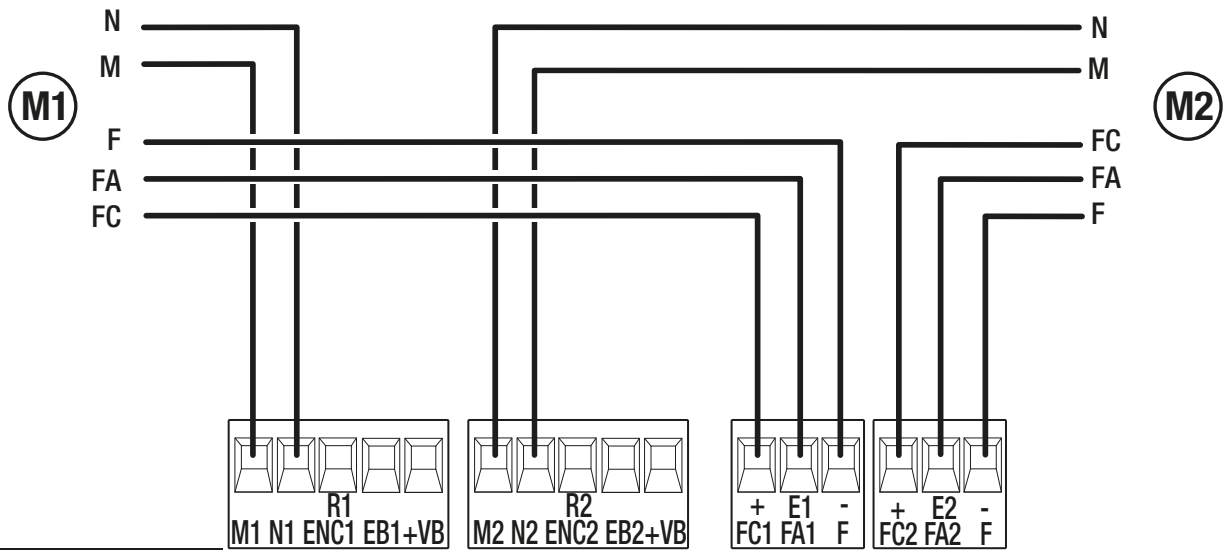 N
M
M1
F
FA
FC
N
M
M2
FC
FA
F
R1
M1 N1 ENC1 EB1+VB
R2
M2 N2 ENC2 EB2+VB
+ E1 -
FC1 FA1 F
+ E2 -
FC2 FA2 F